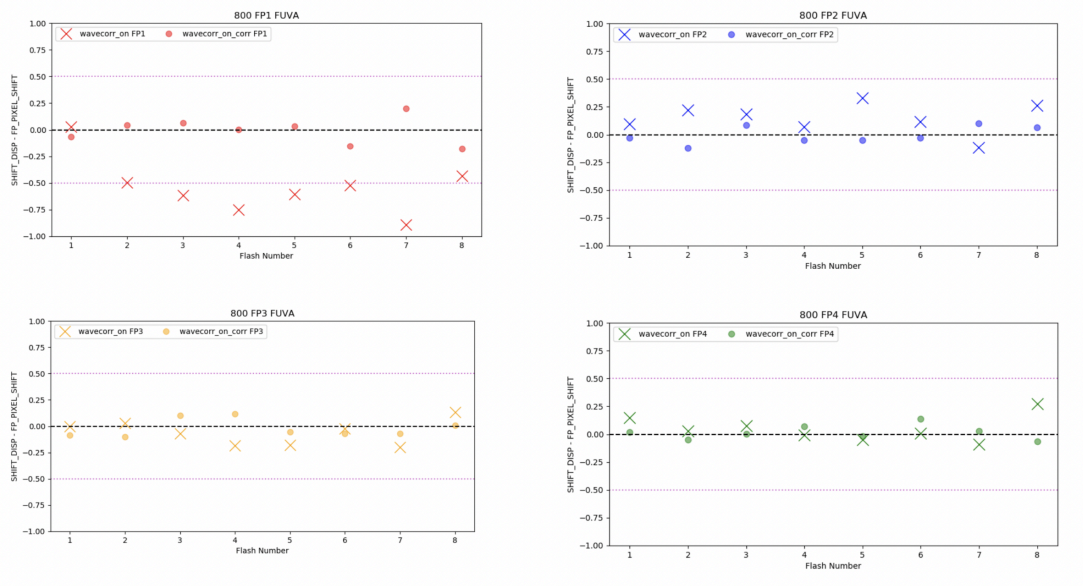 800 FP1 FUVA
wavecorr_on FP1 wavecorr_on_corr FP1
SHIFT_DISP - FP_PIXEL_SHIFT
1.00
0.75
0.50
0.25
0.00
−0.25
−0.50
−0.75
−1.00
1 2 3 4 5 6 7 8
Flash Number
800 FP2 FUVA
wavecorr_on FP2 wavecorr_on_corr FP2
SHIFT_DISP - FP_PIXEL_SHIFT
1.00
0.75
0.50
0.25
0.00
−0.25
−0.50
−0.75
−1.00
1 2 3 4 5 6 7 8
Flash Number
800 FP3 FUVA
wavecorr_on FP3 wavecorr_on_corr FP3
SHIFT_DISP - FP_PIXEL_SHIFT
1.00
0.75
0.50
0.25
0.00
−0.25
−0.50
−0.75
−1.00
1 2 3 4 5 6 7 8
Flash Number
800 FP4 FUVA
wavecorr_on FP4 wavecorr_on_corr FP4
SHIFT_DISP - FP_PIXEL_SHIFT
1.00
0.75
0.50
0.25
0.00
−0.25
−0.50
−0.75
−1.00
1 2 3 4 5 6 7 8
Flash Number